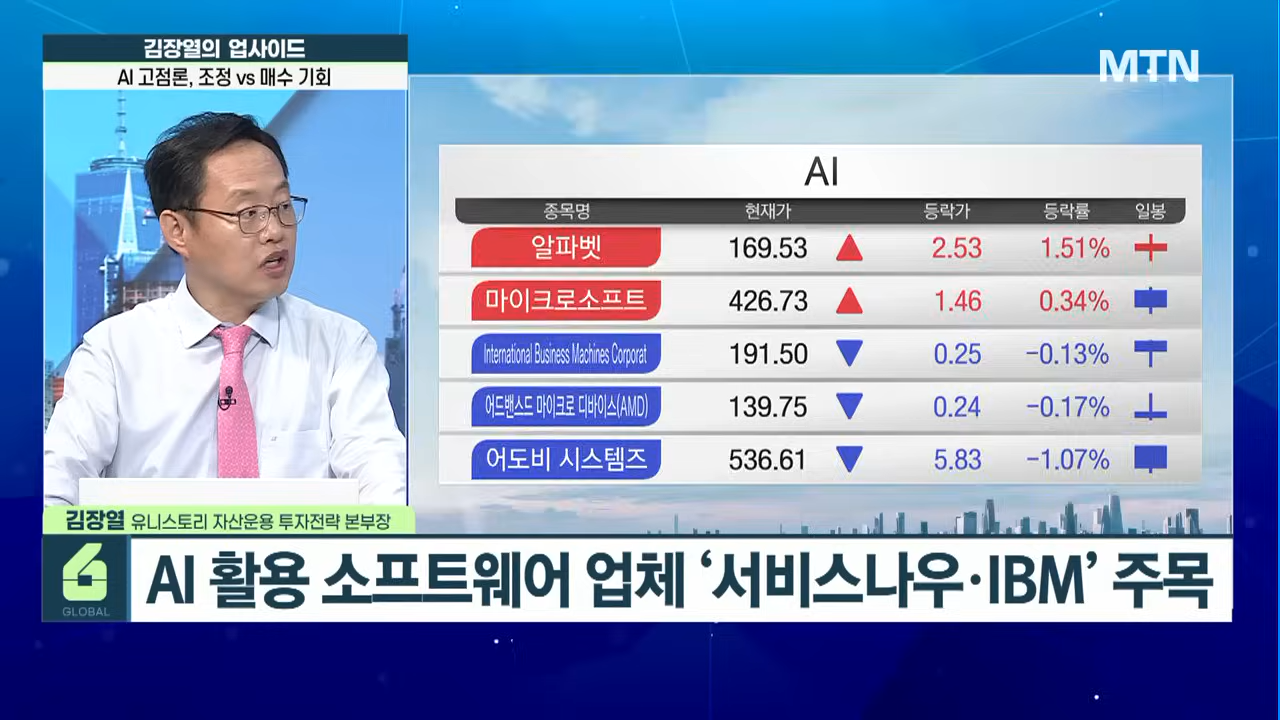 김장열의 업사이드
AI 고점론, 조정 vs 매수 기회
MTN
AI
종목명 현재가 등락가 등락률 일봉
알파벳 169.53 ▲ 2.53 1.51%
마이크로소프트 426.73 ▲ 1.46 0.34%
International Business Machines Corporat 191.50 ▼ 0.25 -0.13%
어드밴스드 마이크로 디바이스(AMD) 139.75 ▼ 0.24 -0.17%
어도비 시스템즈 536.61 ▼ 5.83 -1.07%
김장열 유니스토리 자산운용 투자전략 본부장
6 GLOBAL
AI 활용 소프트웨어 업체 ‘서비스나우·IBM’ 주목